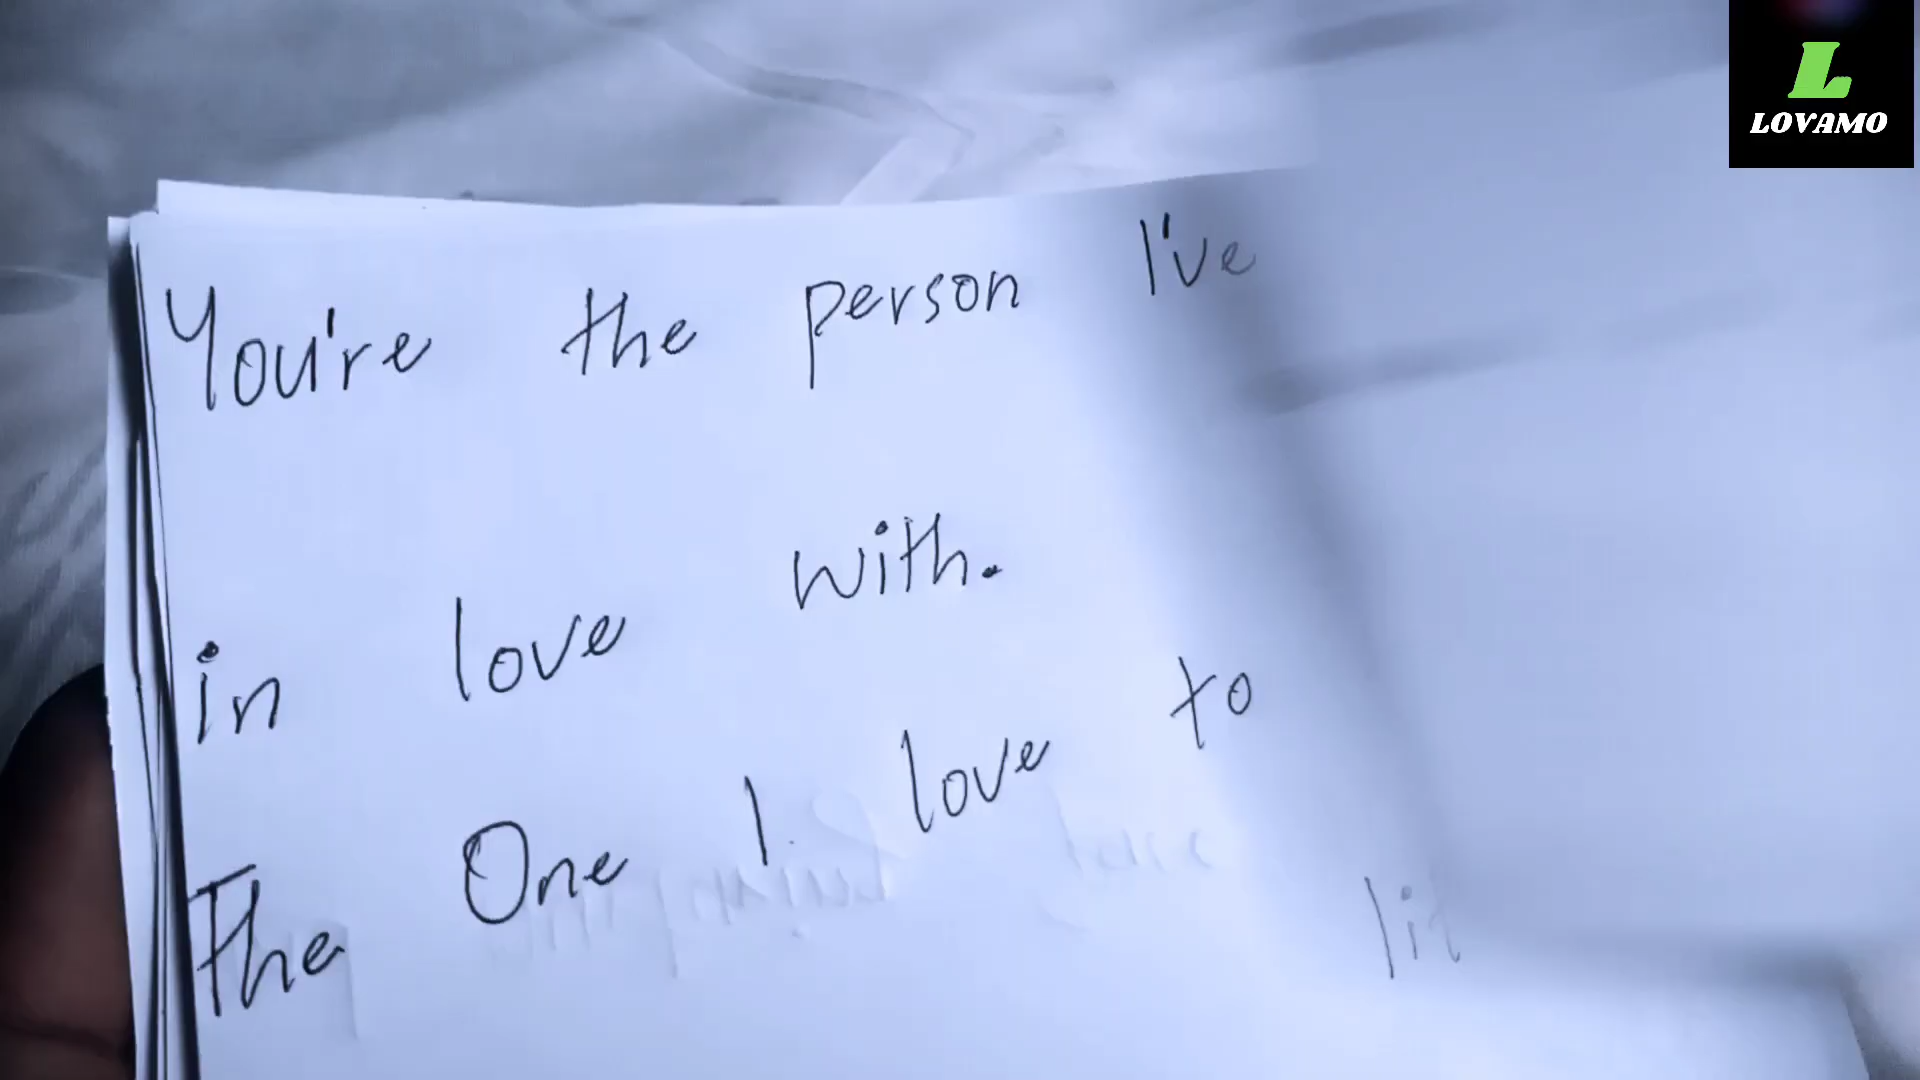 L
LOVAMO
You're the person I've
in love with.
The One I love to